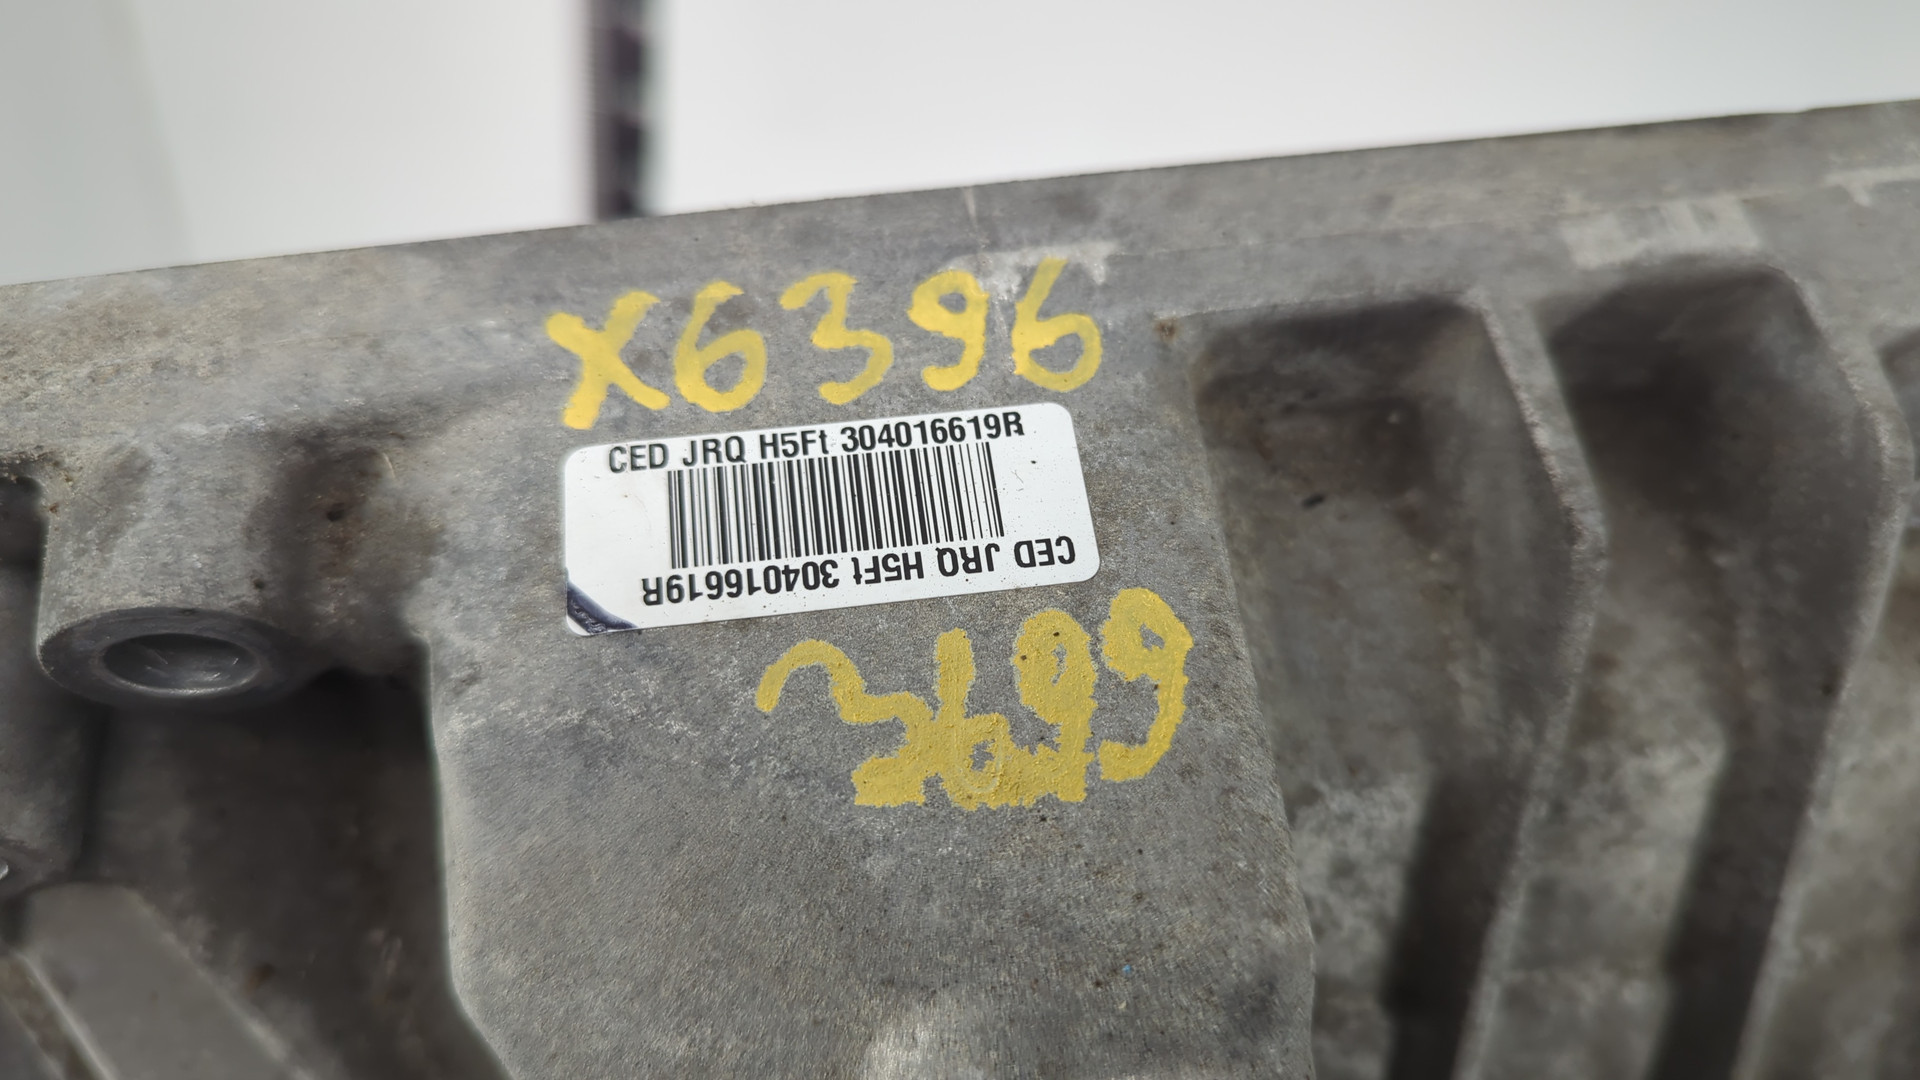 X6396
CED JRQ H5Ft 304016619R
CED JRQ H5Ft 304016619R
3699